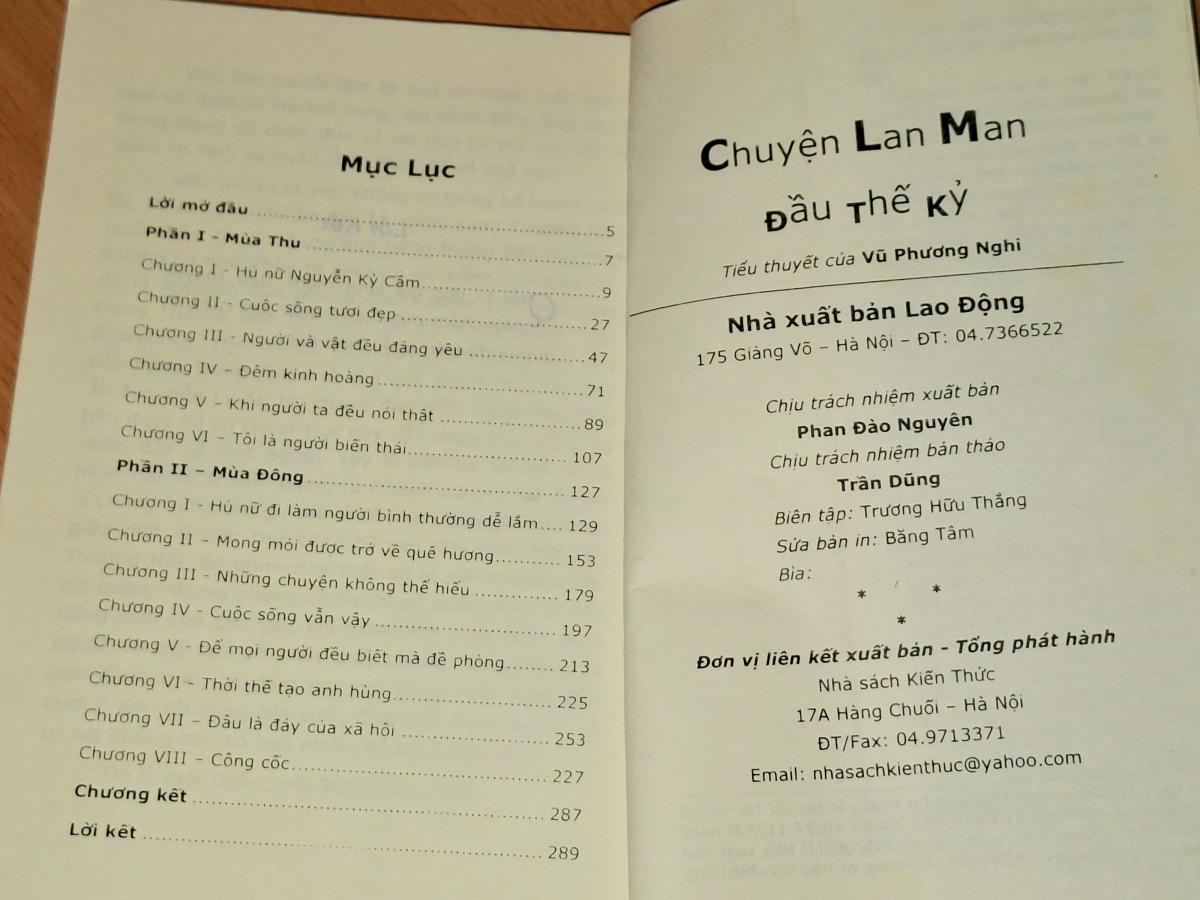 Mục Lục
Lời mở đầu ........ 5
Phần I - Mùa Thu ........ 7
Chương I - Hủ nữ Nguyễn Kỳ Cầm ........ 9
Chương II - Cuộc sống tươi đẹp ........ 27
Chương III - Người và vật đều đáng yêu ........ 47
Chương IV - Đêm kinh hoàng ........ 71
Chương V - Khi người ta đều nói thật ........ 89
Chương VI - Tôi là người biến thái ........ 107
Phần II – Mùa Đông ........ 127
Chương I - Hủ nữ đi làm người bình thường dễ lắm .... 129
Chương II - Mong mỏi được trở về quê hương ........ 153
Chương III - Những chuyện không thể hiểu ........ 179
Chương IV - Cuộc sống vẫn vậy ........ 197
Chương V - Để mọi người đều biết mà đề phòng ....... 213
Chương VI - Thời thế tạo anh hùng ........ 225
Chương VII – Đâu là đáy của xã hội ........ 253
Chương VIII – Công cốc ........ 227
Chương kết ........ 287
Lời kết ........ 289
Chuyện Lan Man
Đầu Thế Kỷ
Tiểu thuyết của Vũ Phương Nghi
Nhà xuất bản Lao Động
175 Giảng Võ – Hà Nội – ĐT: 04.7366522
Chịu trách nhiệm xuất bản
Phan Đào Nguyên
Chịu trách nhiệm bản thảo
Trần Dũng
Biên tập: Trương Hữu Thắng
Sửa bản in: Băng Tâm
Bìa:
* *
*
Đơn vị liên kết xuất bản - Tổng phát hành
Nhà sách Kiến Thức
17A Hàng Chuối – Hà Nội
ĐT/Fax: 04.9713371
Email: nhasachkienthuc@yahoo.com